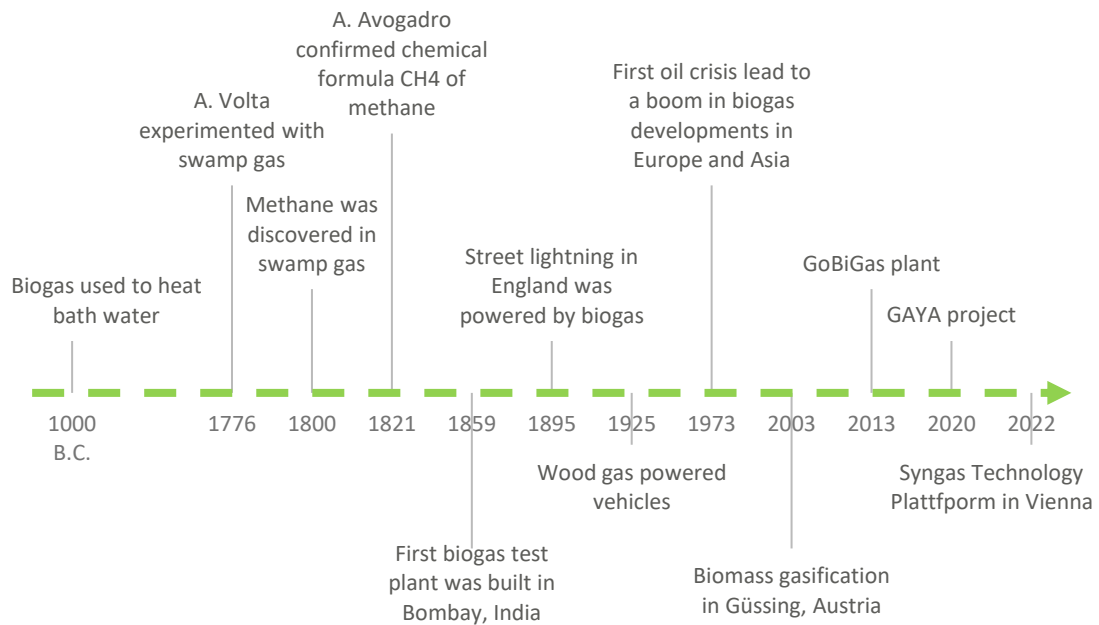 A. Avogadro
confirmed chemical
formula CH4 of
methane
First oil crisis lead to
a boom in biogas
developments in
Europe and Asia
A. Volta
experimented with
swamp gas
Methane was
discovered in
swamp gas
Street lightning in
England was
powered by biogas
GoBiGas plant
Biogas used to heat
bath water
GAYA project
1000
B.C.
1776
1800
1821
1859
1895
1925
1973
2003
2013
2020
2022
Wood gas powered
vehicles
Syngas Technology
Plattfporm in Vienna
First biogas test
plant was built in
Bombay, India
Biomass gasification
in Güssing, Austria